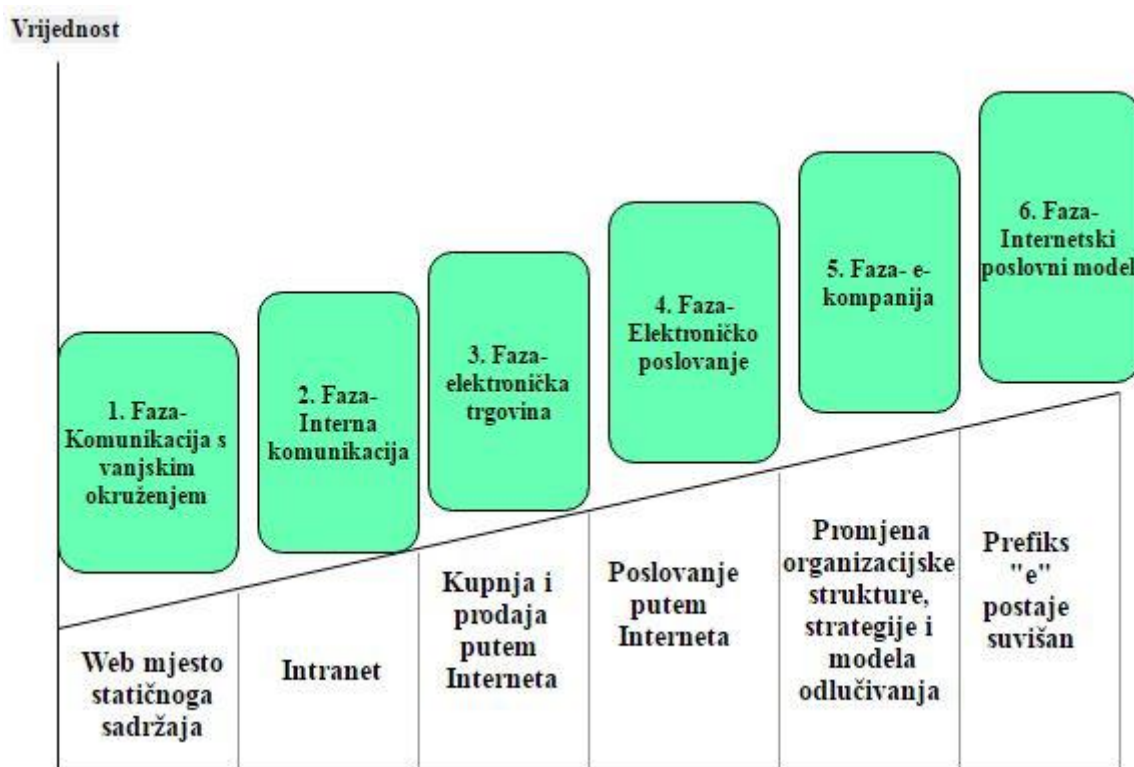 Vrijednost
1. Faza-
Komunikacija s
vanjskim
okruženjem
2. Faza-
Interna
komunikacija
3. Faza-
elektronička
trgovina
4. Faza-
Elektroničko
poslovanje
5. Faza- e-
kompanija
6. Faza-
Internetski
poslovni model
Web mjesto
statičnoga
sadržaja
Intranet
Kupnja i
prodaja
putem
Interneta
Poslovanje
putem
Interneta
Promjena
organizacijske
strukture,
strategije i
modela
odlučivanja
Prefiks
"e"
postaje
suvišan